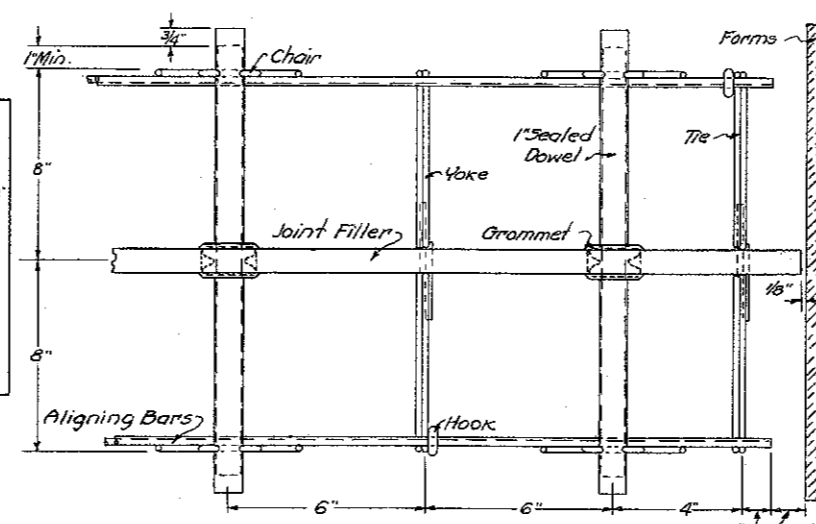 3/4"
1" Min.
Chair
Forms
8"
1" Sealed
Dowel
Tie
Yoke
Joint Filler
Grommet
1/8"
8"
Aligning Bars
Hook
6"
6"
4"